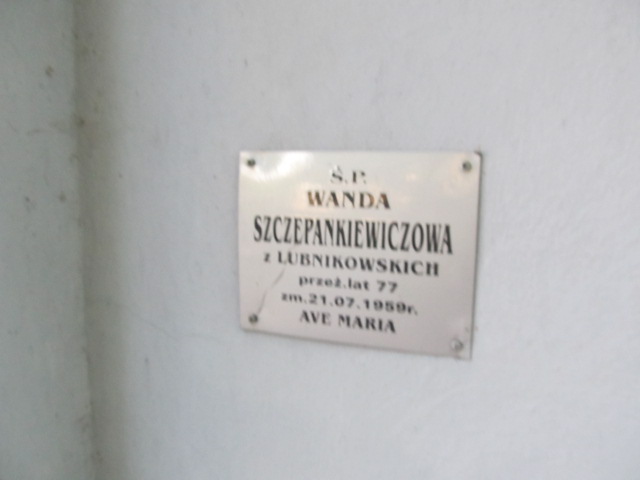 Ś.P.
WANDA
SZCZEPANKIEWICZOWA
z LUBNIKOWSKICH
przeż.lat 77
zm.21.07.1959r.
AVE MARIA